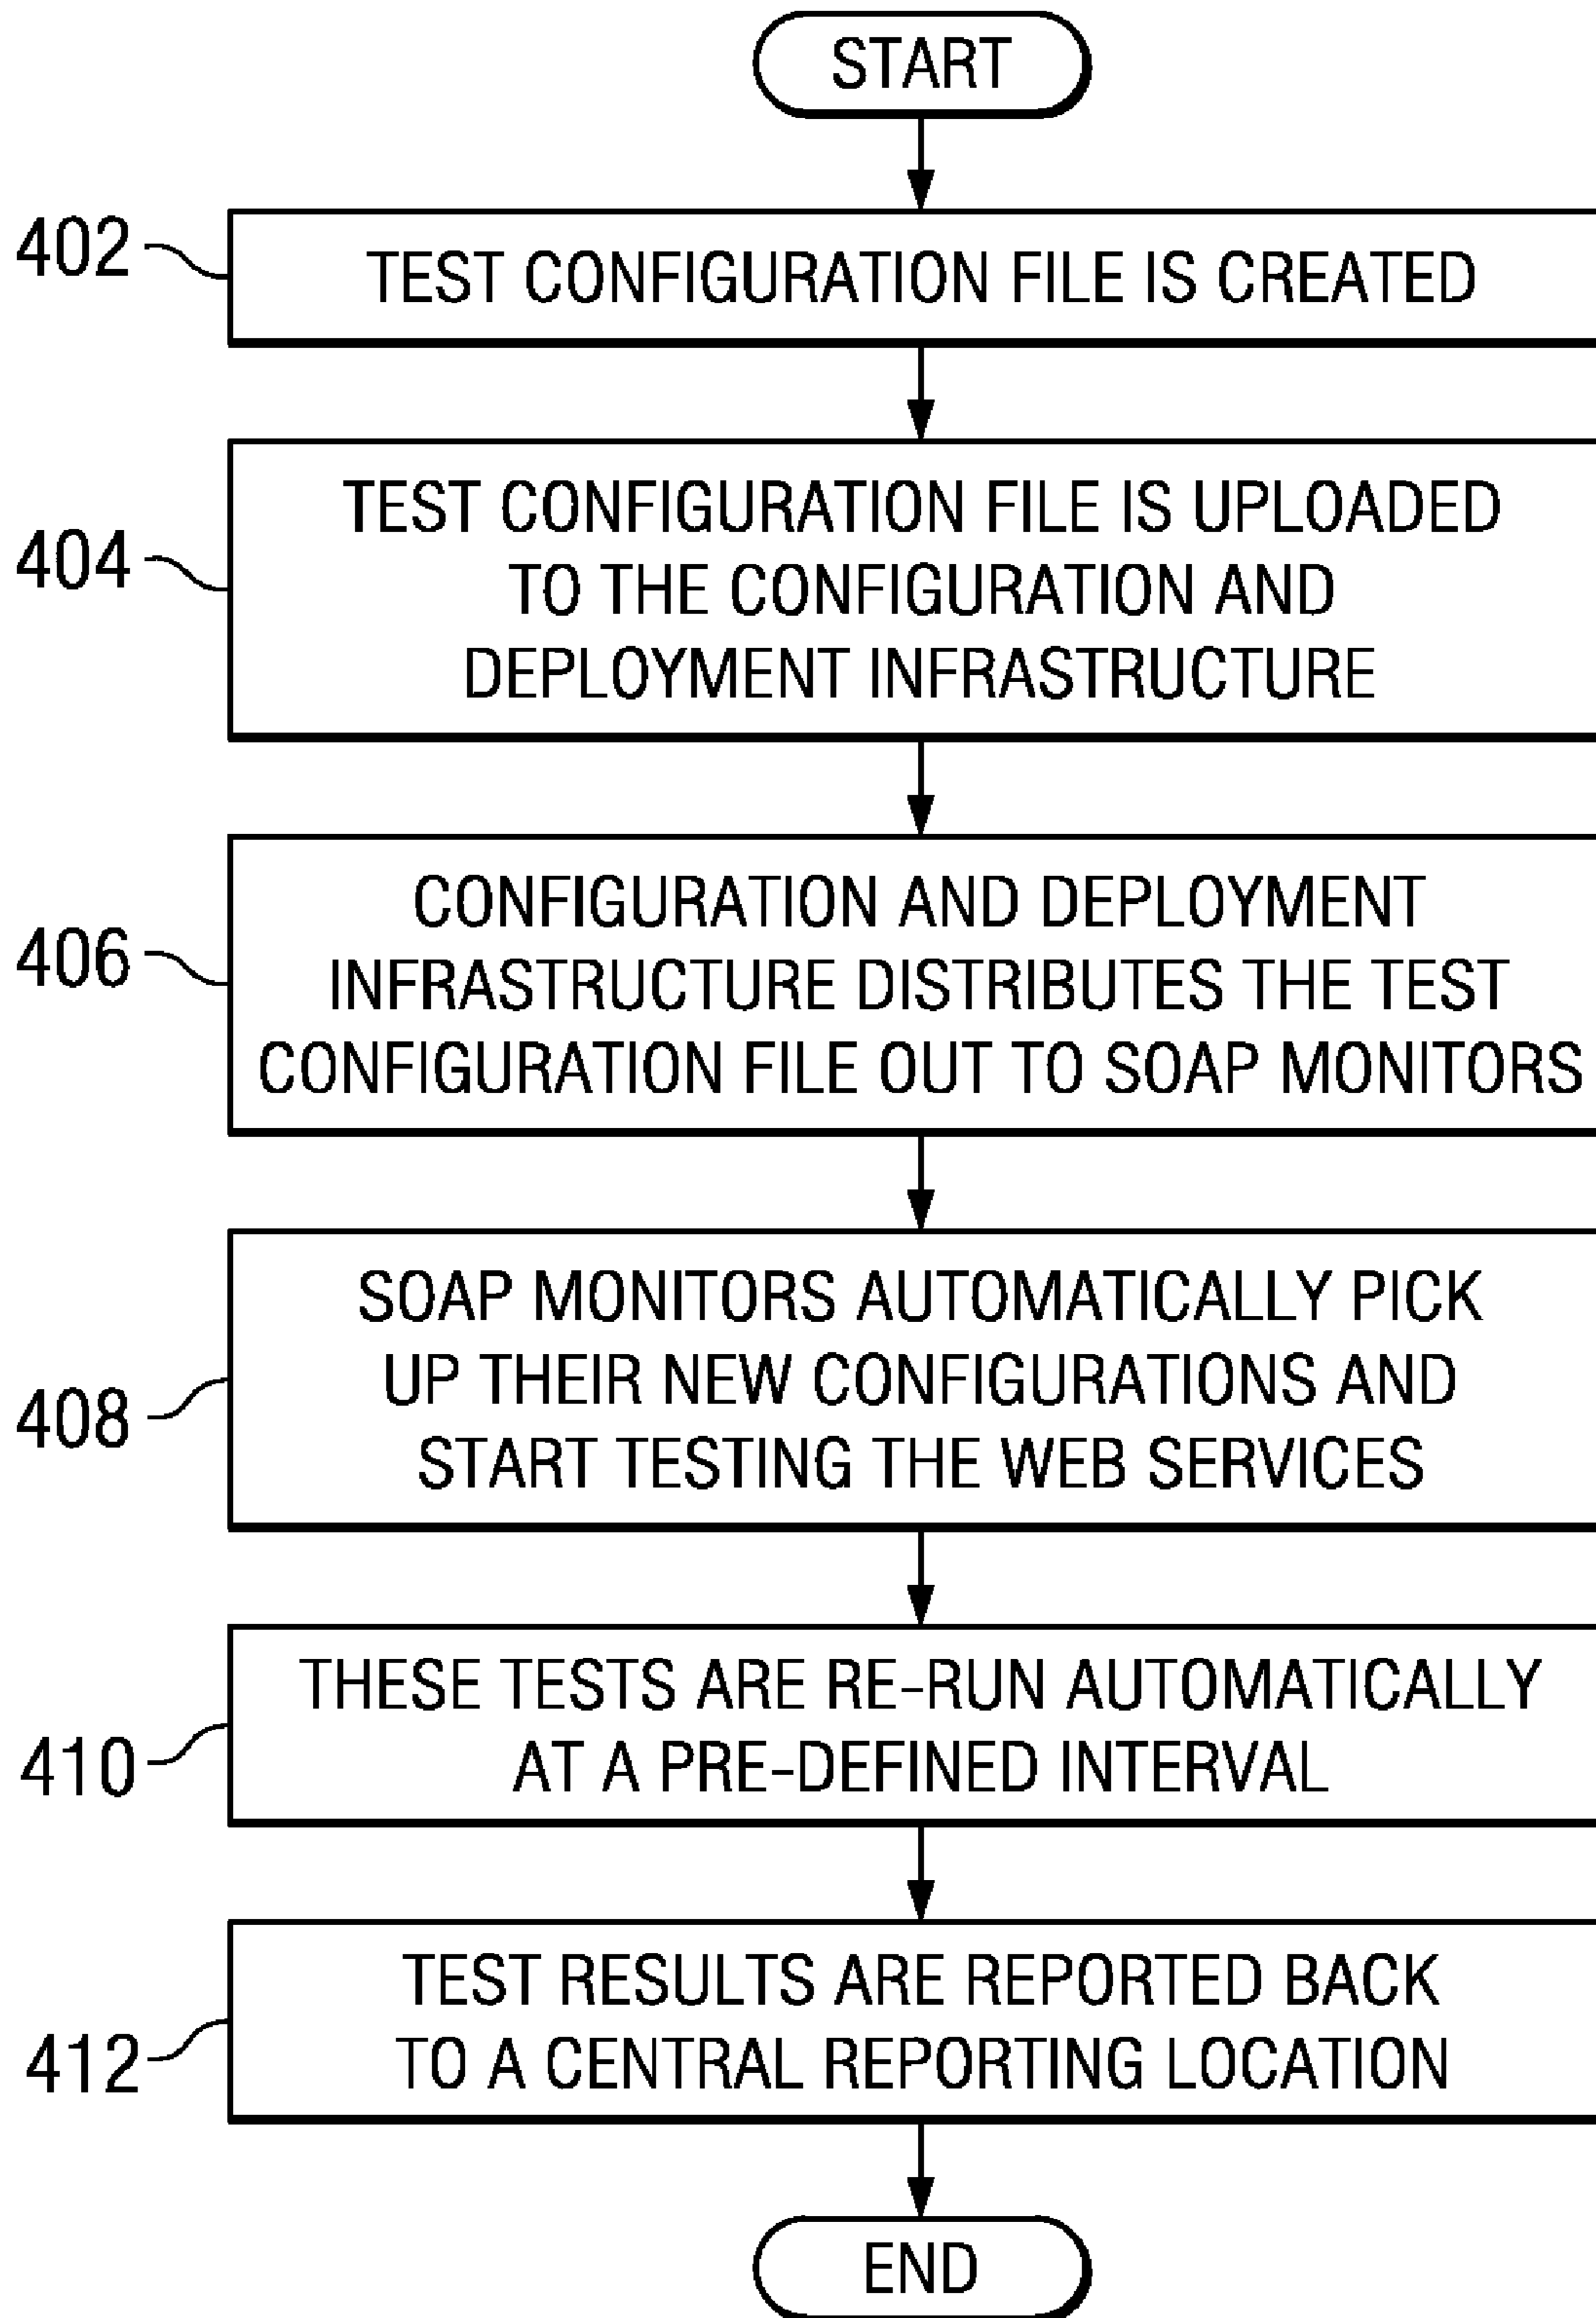 START
402
TEST CONFIGURATION FILE IS CREATED
404
TEST CONFIGURATION FILE IS UPLOADED
TO THE CONFIGURATION AND
DEPLOYMENT INFRASTRUCTURE
406
CONFIGURATION AND DEPLOYMENT
INFRASTRUCTURE DISTRIBUTES THE TEST
CONFIGURATION FILE OUT TO SOAP MONITORS
408
SOAP MONITORS AUTOMATICALLY PICK
UP THEIR NEW CONFIGURATIONS AND
START TESTING THE WEB SERVICES
410
THESE TESTS ARE RE-RUN AUTOMATICALLY
AT A PRE-DEFINED INTERVAL
412
TEST RESULTS ARE REPORTED BACK
TO A CENTRAL REPORTING LOCATION
END